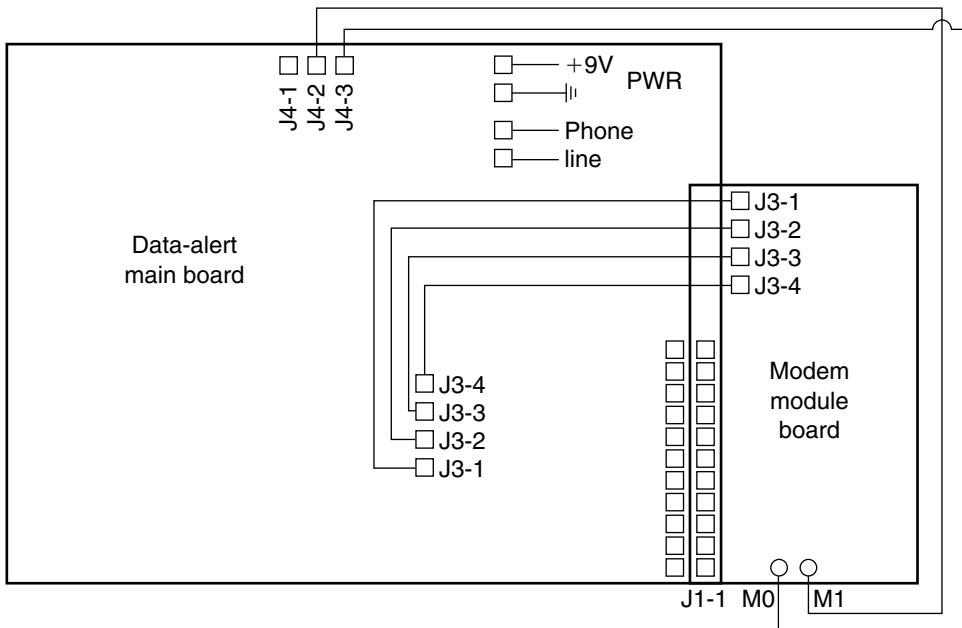 J4-1
J4-2
J4-3
+9V
PWR
Phone
line
J3-1
J3-2
J3-3
J3-4
Data-alert
main board
J3-4
J3-3
J3-2
J3-1
Modem
module
board
J1-1 M0 M1